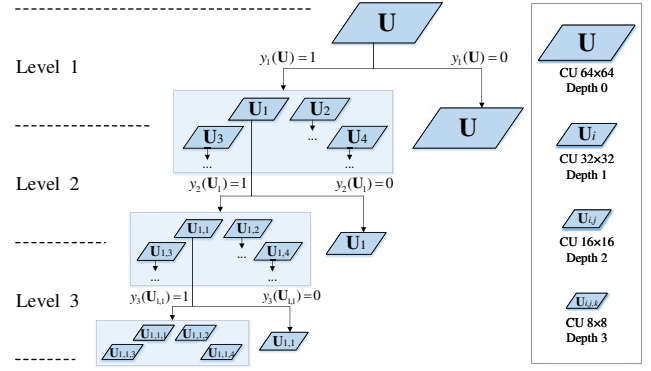 U
y₁(U)=1
y₁(U)=0
Level 1
U1
U2
U
U3
...
U4
...
...
Level 2
y₂(U₁)=1
y₂(U₁)=0
U1,1
U1,2
U1
U1,3
...
U1,4
...
...
Level 3
y₃(U₁,₁)=1
y₃(U₁,₁)=0
U1,1,1
U1,1,2
U1,1
U1,1,3
U1,1,4
U
CU 64×64
Depth 0
Ui
CU 32×32
Depth 1
Ui,j
CU 16×16
Depth 2
Ui,j,k
CU 8×8
Depth 3